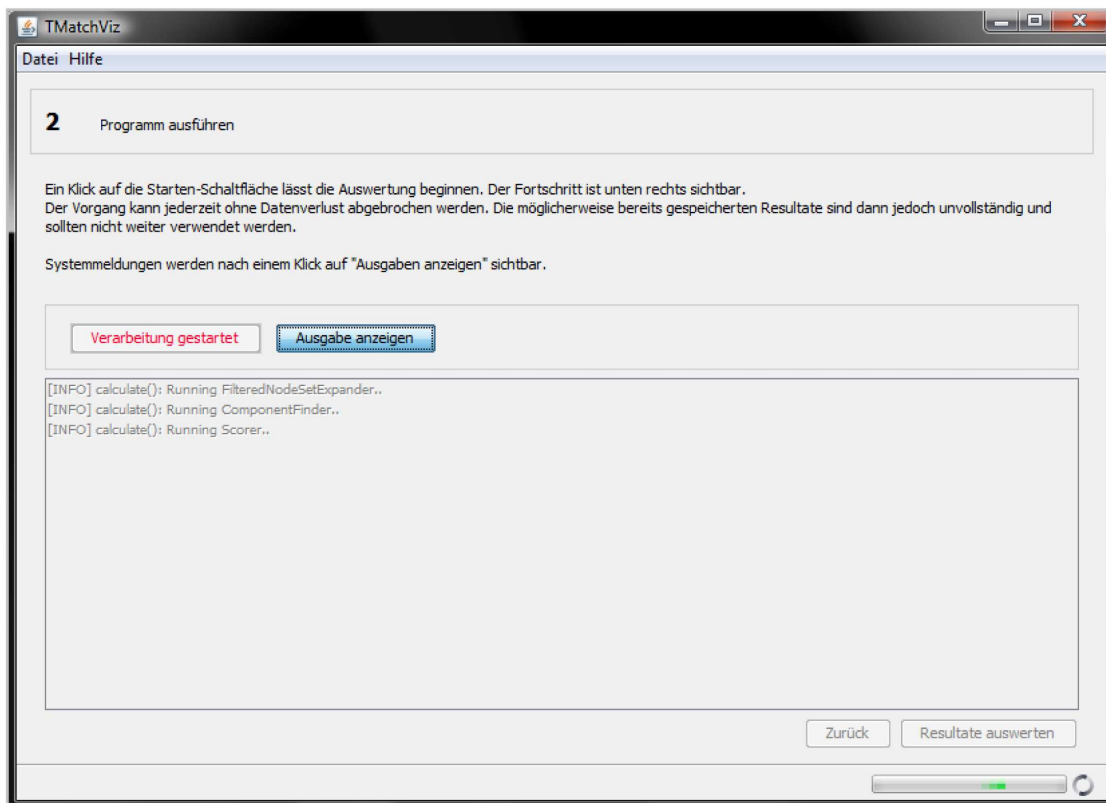 TMatchViz
Datei Hilfe
2 Programm ausführen
Ein Klick auf die Starten-Schaltfläche lässt die Auswertung beginnen. Der Fortschritt ist unten rechts sichtbar.
Der Vorgang kann jederzeit ohne Datenverlust abgebrochen werden. Die möglicherweise bereits gespeicherten Resultate sind dann jedoch unvollständig und
sollten nicht weiter verwendet werden.
Systemmeldungen werden nach einem Klick auf "Ausgaben anzeigen" sichtbar.
Verarbeitung gestartet Ausgabe anzeigen
[INFO] calculate(): Running FilteredNodeSetExpander..
[INFO] calculate(): Running ComponentFinder..
[INFO] calculate(): Running Scorer..
Zurück Resultate auswerten